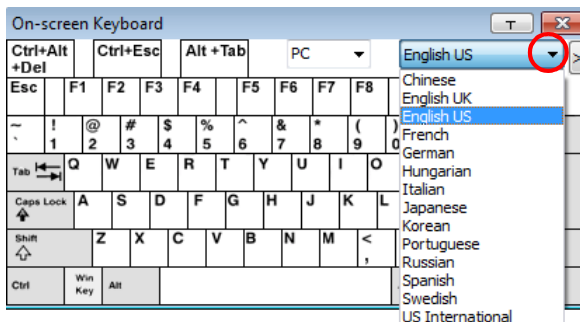 On-screen Keyboard
Ctrl+Alt +Del Ctrl+Esc Alt +Tab PC English US >
Esc F1 F2 F3 F4 F5 F6 F7 F8
~ ! @ # $ % ^ & * ( )
` 1 2 3 4 5 6 7 8 9 0
Tab Q W E R T Y U I O
Caps Lock A S D F G H J K L
Shift Z X C V B N M < ,
Ctrl Win Key Alt
Chinese
English UK
English US
French
German
Hungarian
Italian
Japanese
Korean
Portuguese
Russian
Spanish
Swedish
US International